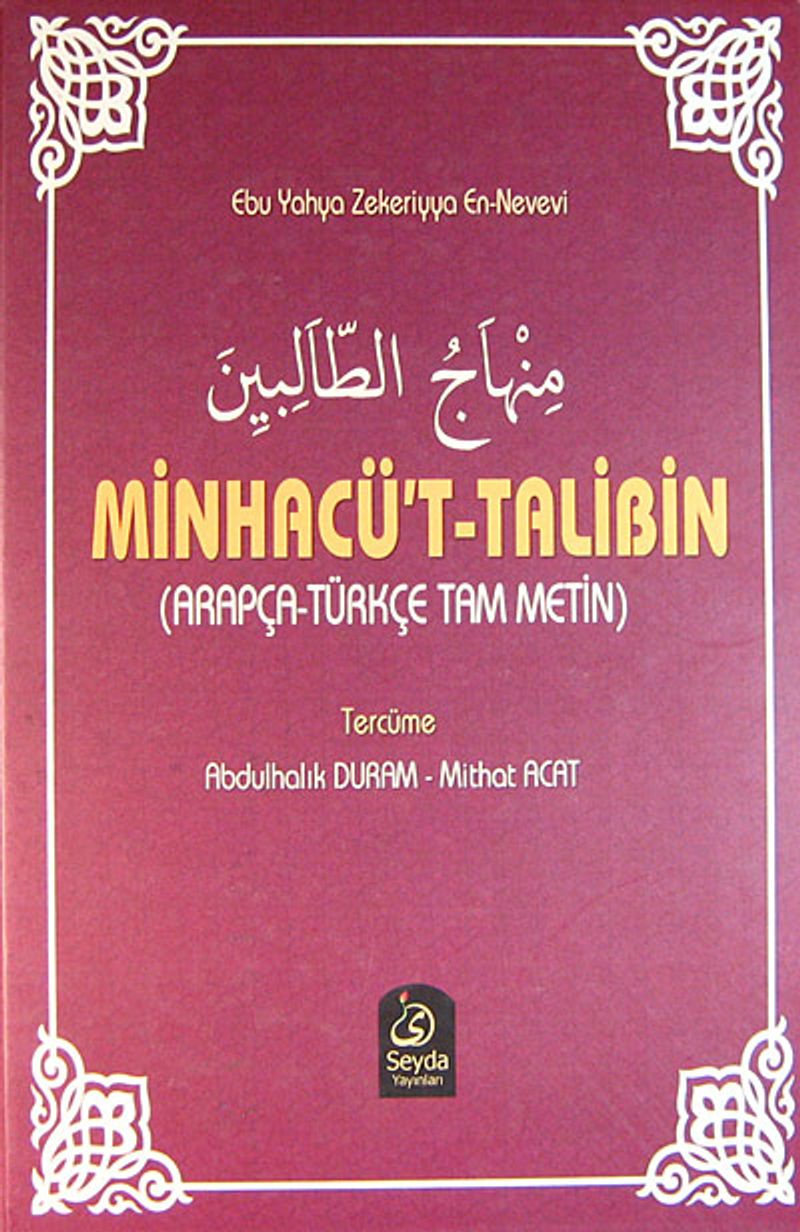 Ebu Yahya Zekeriyya En-Nevevi
مِنْهَاجُ الطَّالِبِينَ
MİNHACÜ'T-TALİBİN
(ARAPÇA-TÜRKÇE TAM METİN)
Tercüme
Abdulhalık DURAM - Mithat ACAT
ى
Seyda
Yayınları